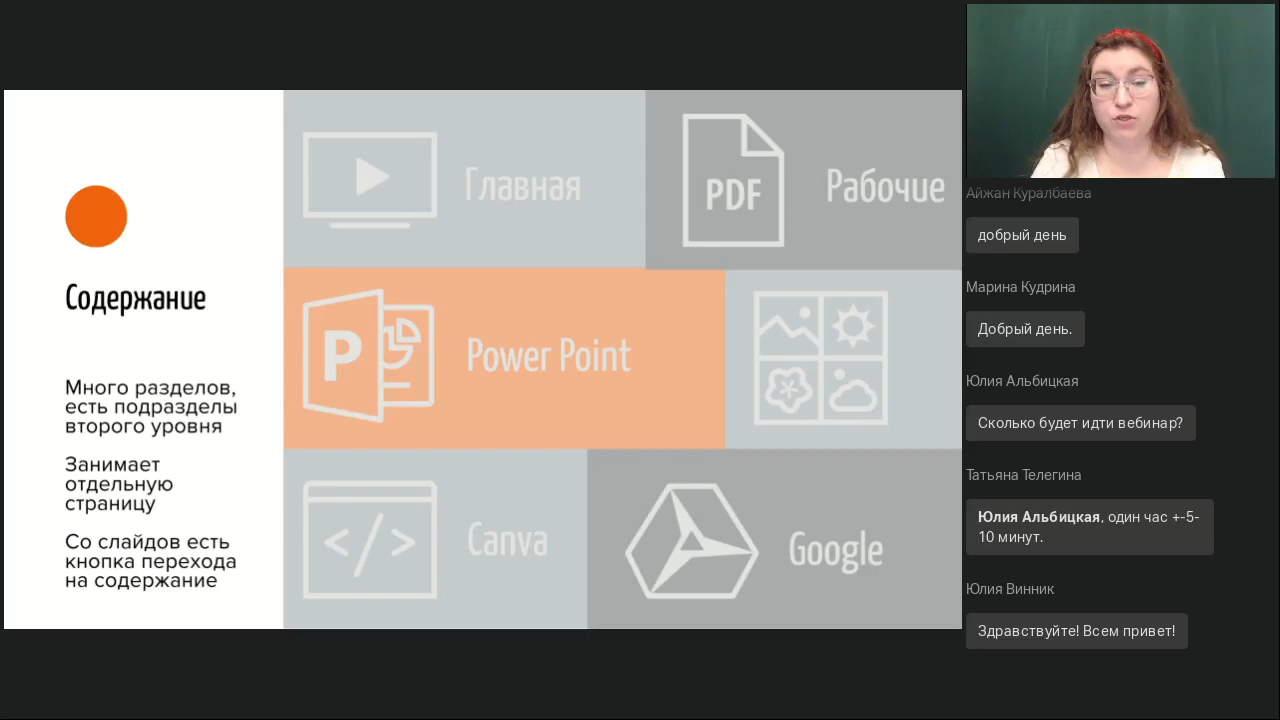 Содержание
Много разделов,
есть подразделы
второго уровня
Занимает
отдельную
страницу
Со слайдов есть
кнопка перехода
на содержание
Главная
PDF
Рабочие
P
Power Point
</>
Canva
Google
Айжан Куралбаева
добрый день
Марина Кудрина
Добрый день.
Юлия Альбицкая
Сколько будет идти вебинар?
Татьяна Телегина
Юлия Альбицкая, один час +-5-
10 минут.
Юлия Винник
Здравствуйте! Всем привет!